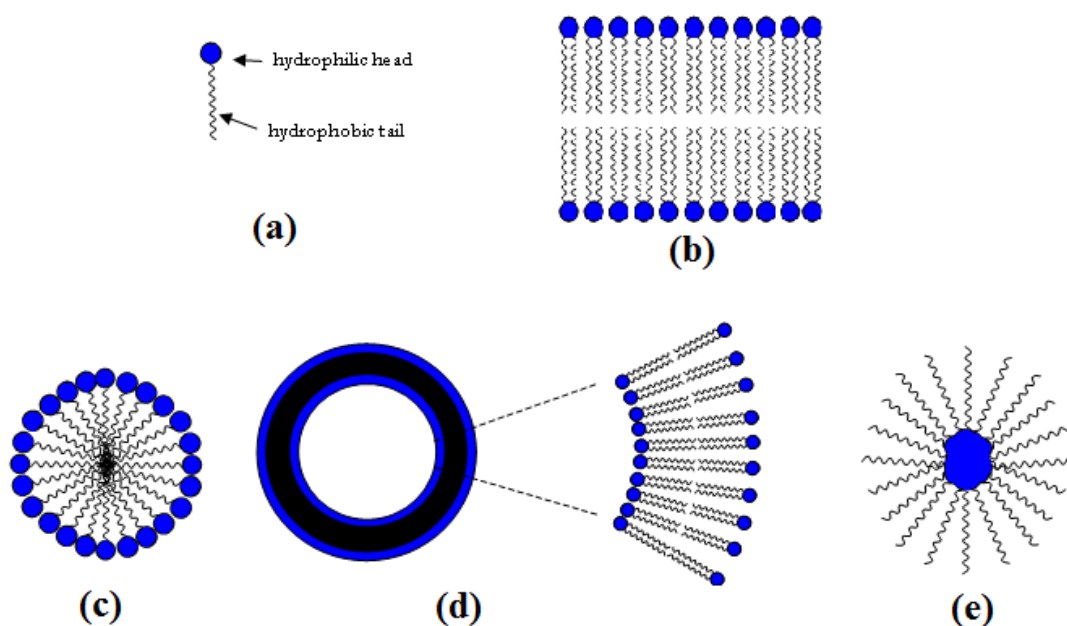 hydrophilic head
hydrophobic tail
(a)
(b)
(c)
(d)
(e)